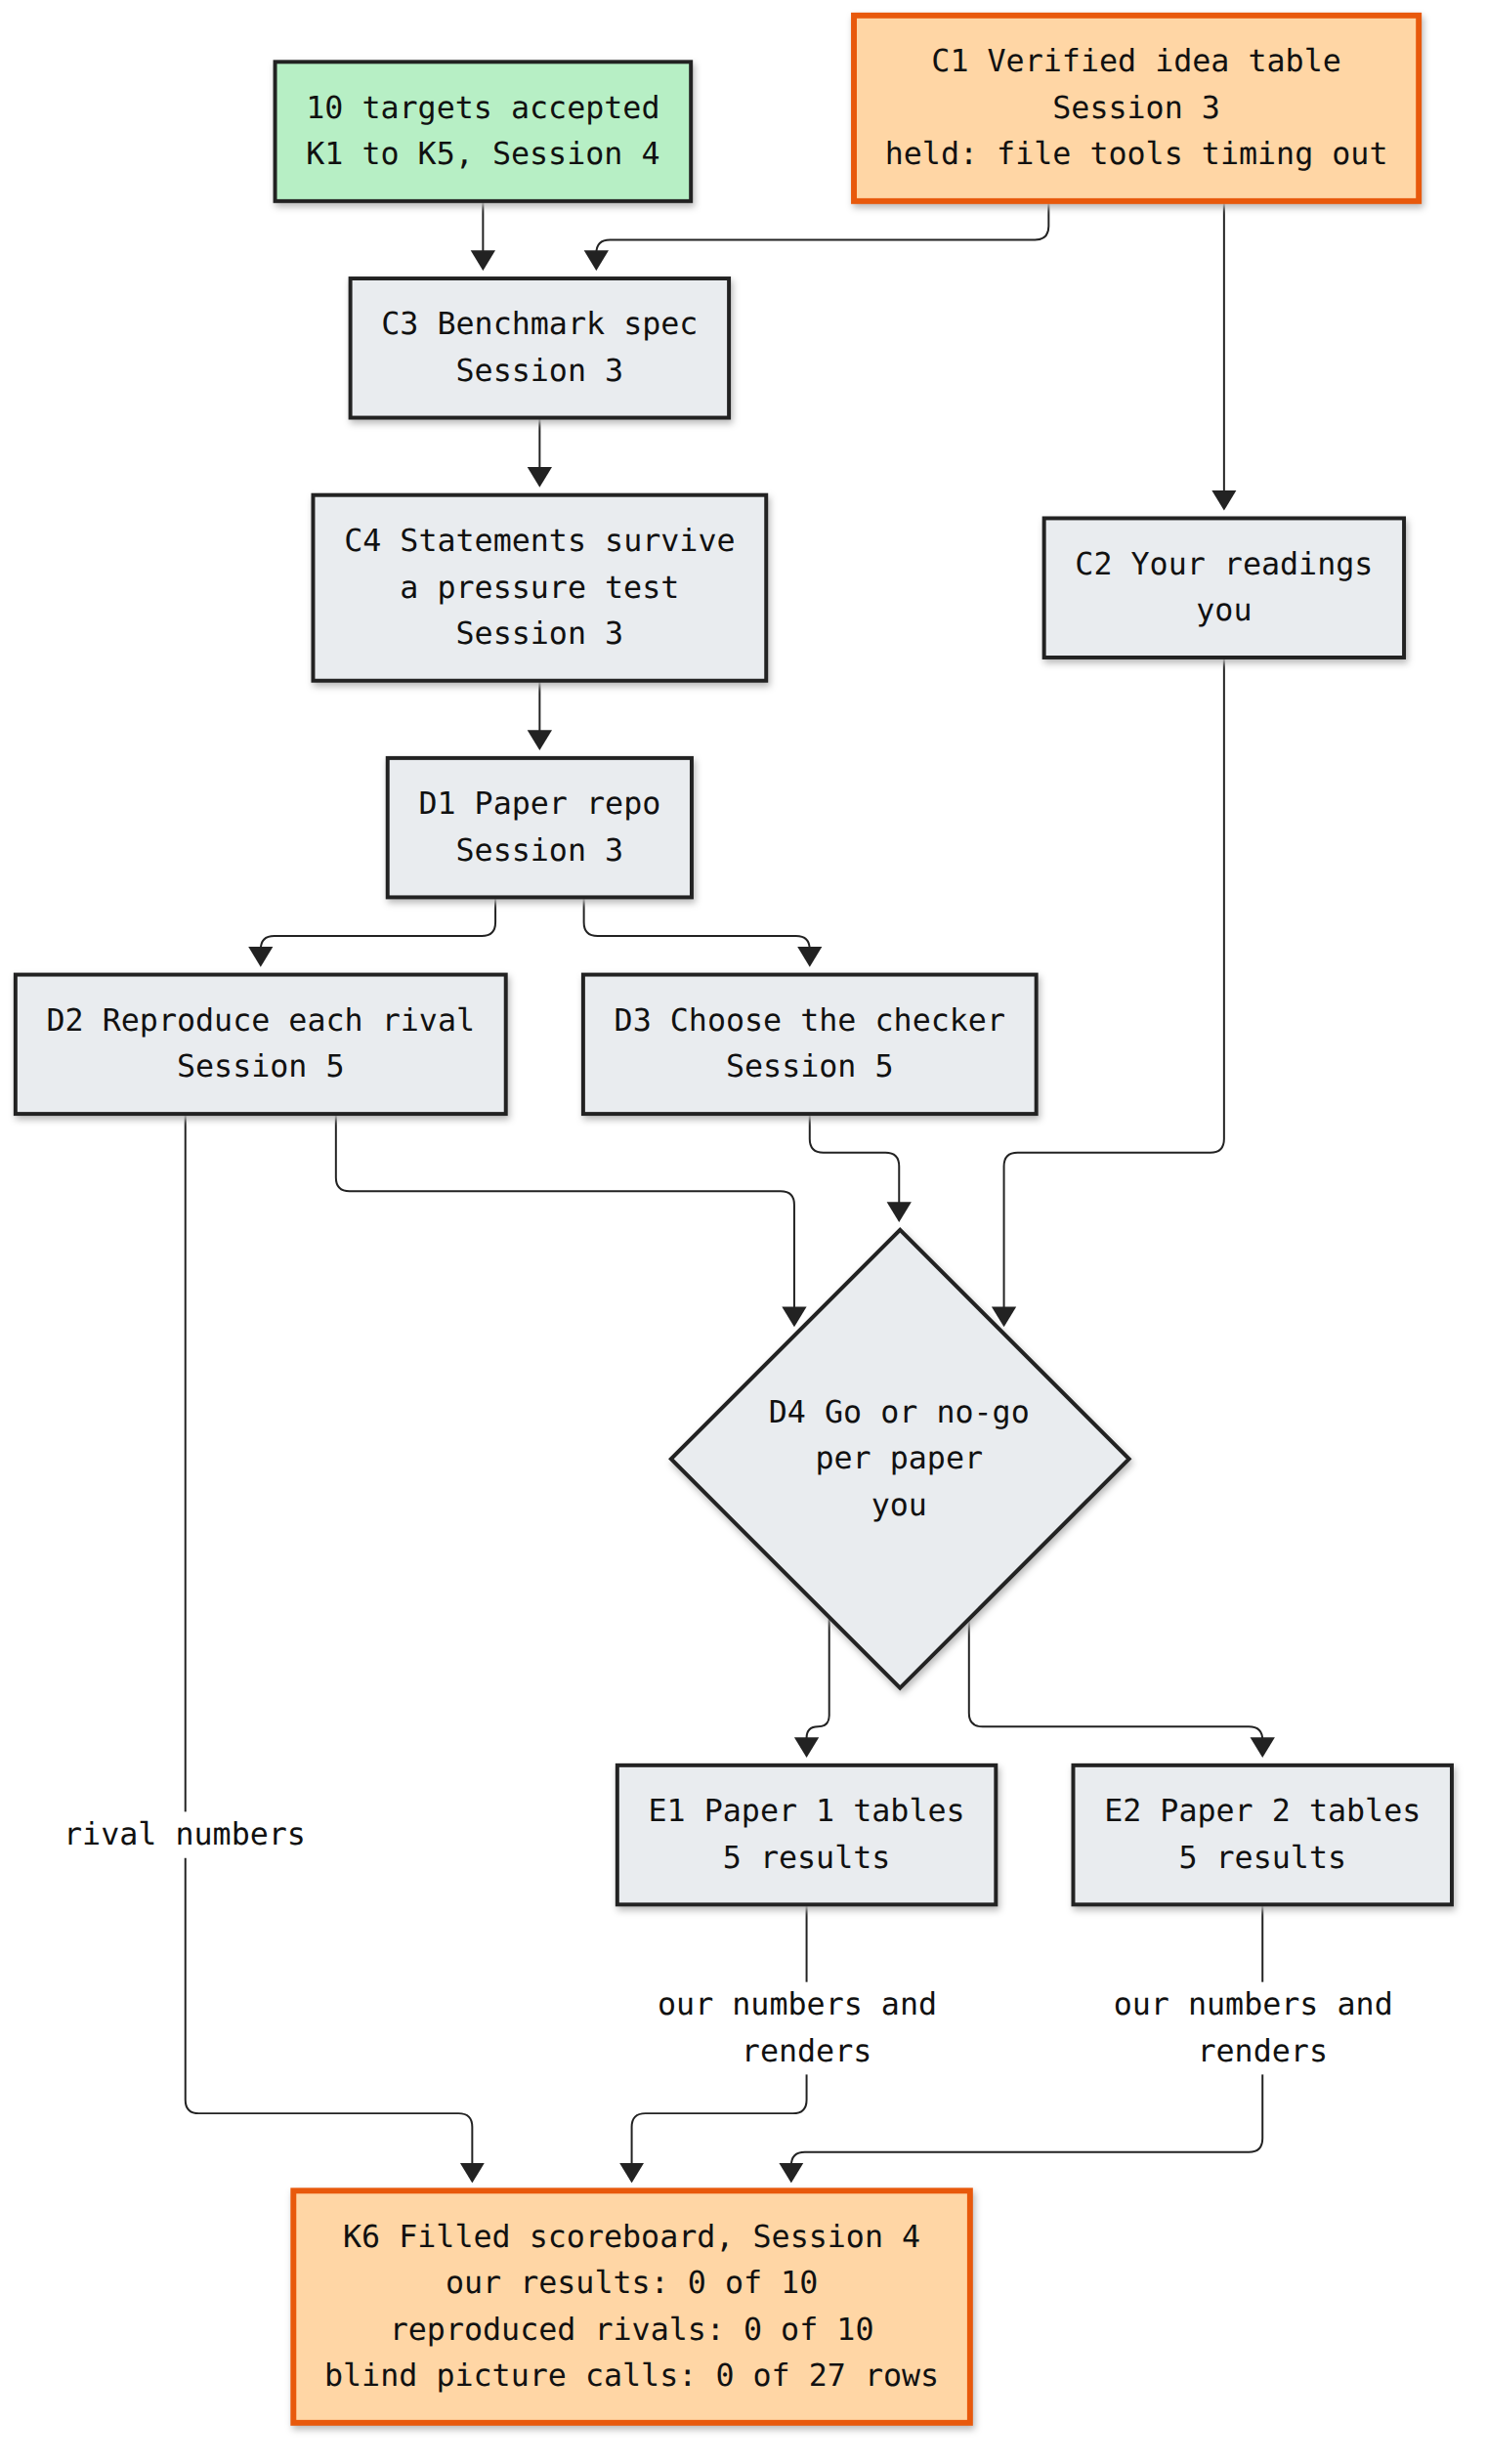 10 targets accepted
K1 to K5, Session 4
C1 Verified idea table
Session 3
held: file tools timing out
C3 Benchmark spec
Session 3
C4 Statements survive
a pressure test
Session 3
C2 Your readings
you
D1 Paper repo
Session 3
D2 Reproduce each rival
Session 5
D3 Choose the checker
Session 5
D4 Go or no-go
per paper
you
E1 Paper 1 tables
5 results
E2 Paper 2 tables
5 results
rival numbers
our numbers and
renders
our numbers and
renders
K6 Filled scoreboard, Session 4
our results: 0 of 10
reproduced rivals: 0 of 10
blind picture calls: 0 of 27 rows